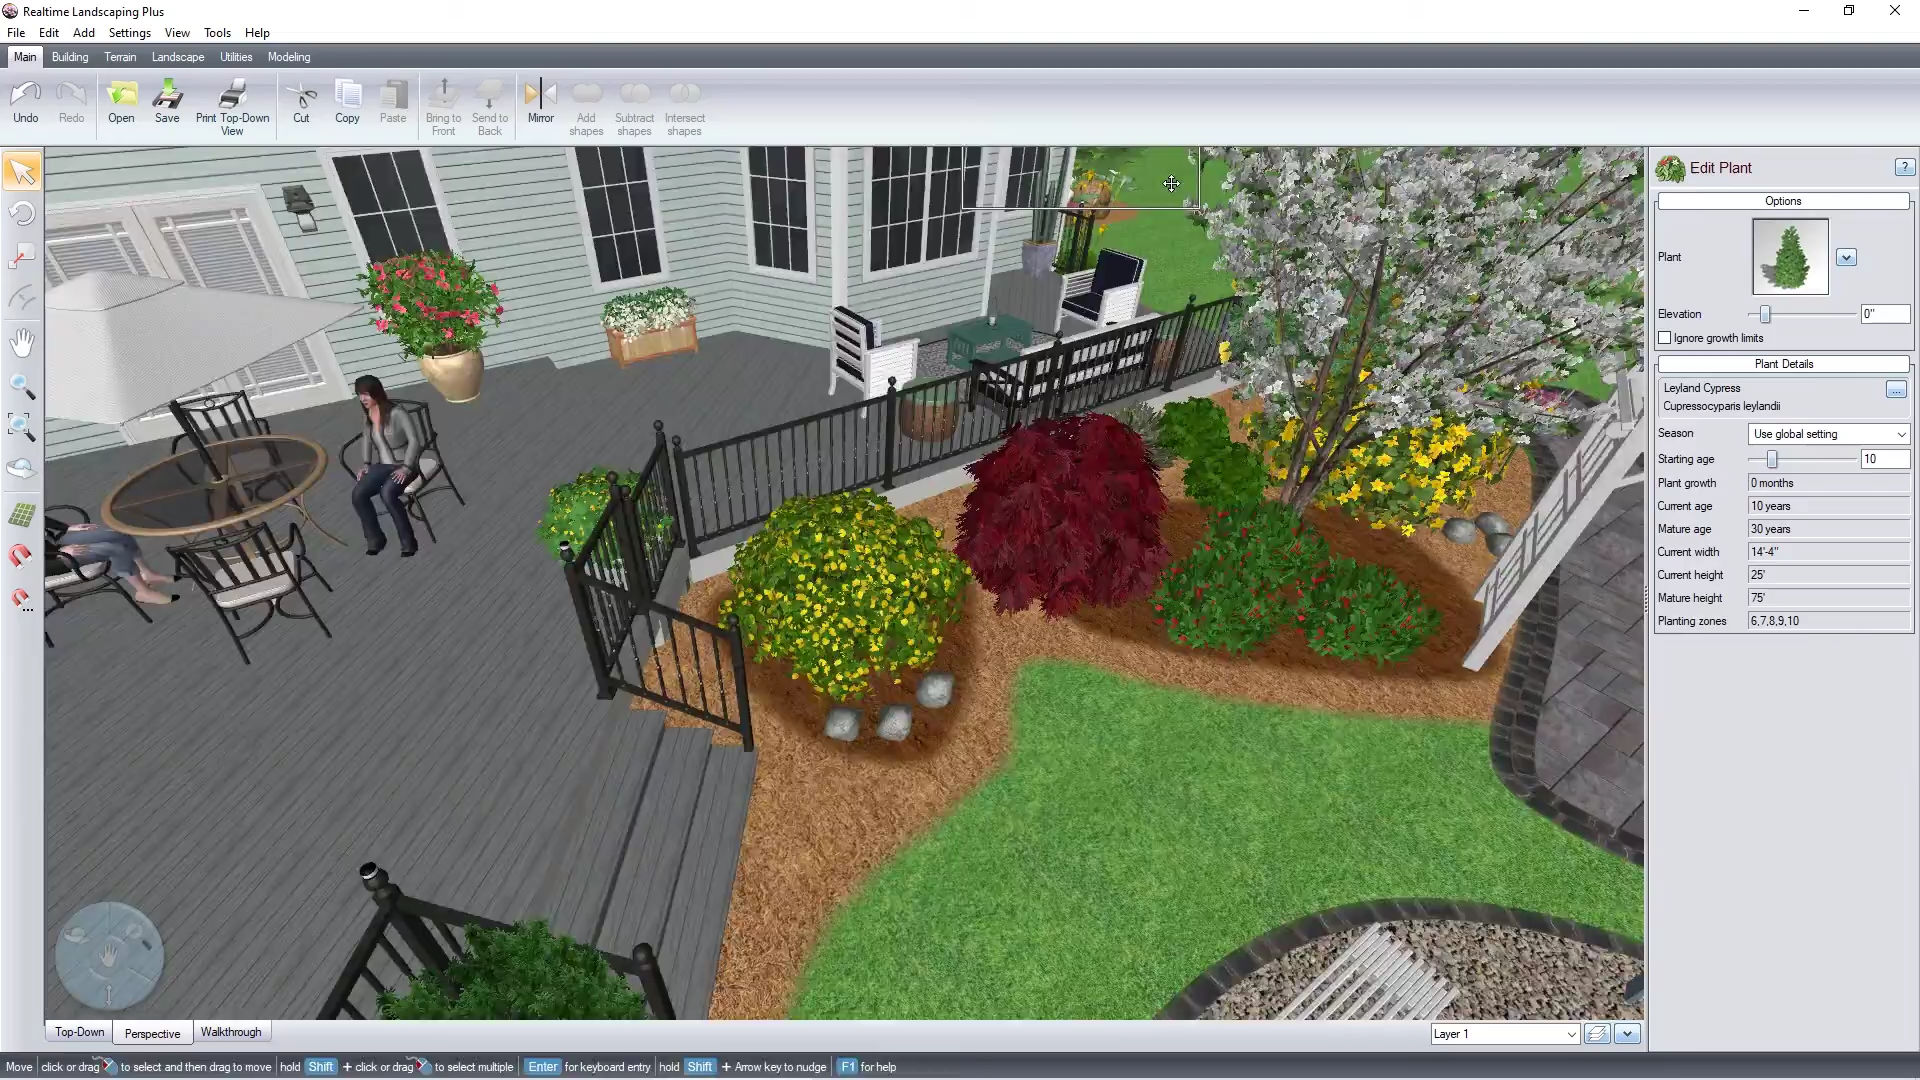 Realtime Landscaping Plus
File Edit Add Settings View Tools Help
Main Building Terrain Landscape Utilities Modeling
Undo Redo Open Save Print Top-Down View Cut Copy Paste Bring to Front Send to Back Mirror Add shapes Subtract shapes Intersect shapes
Edit Plant ?
Options
Plant
Elevation 0"
Ignore growth limits
Plant Details
Leyland Cypress ...
Cupressocyparis leylandii
Season Use global setting
Starting age 10
Plant growth 0 months
Current age 10 years
Mature age 30 years
Current width 14'-4"
Current height 25'
Mature height 75'
Planting zones 6,7,8,9,10
Top-Down Perspective Walkthrough Layer 1
Move click or drag to select and then drag to move hold Shift + click or drag to select multiple Enter for keyboard entry hold Shift + Arrow key to nudge F1 for help